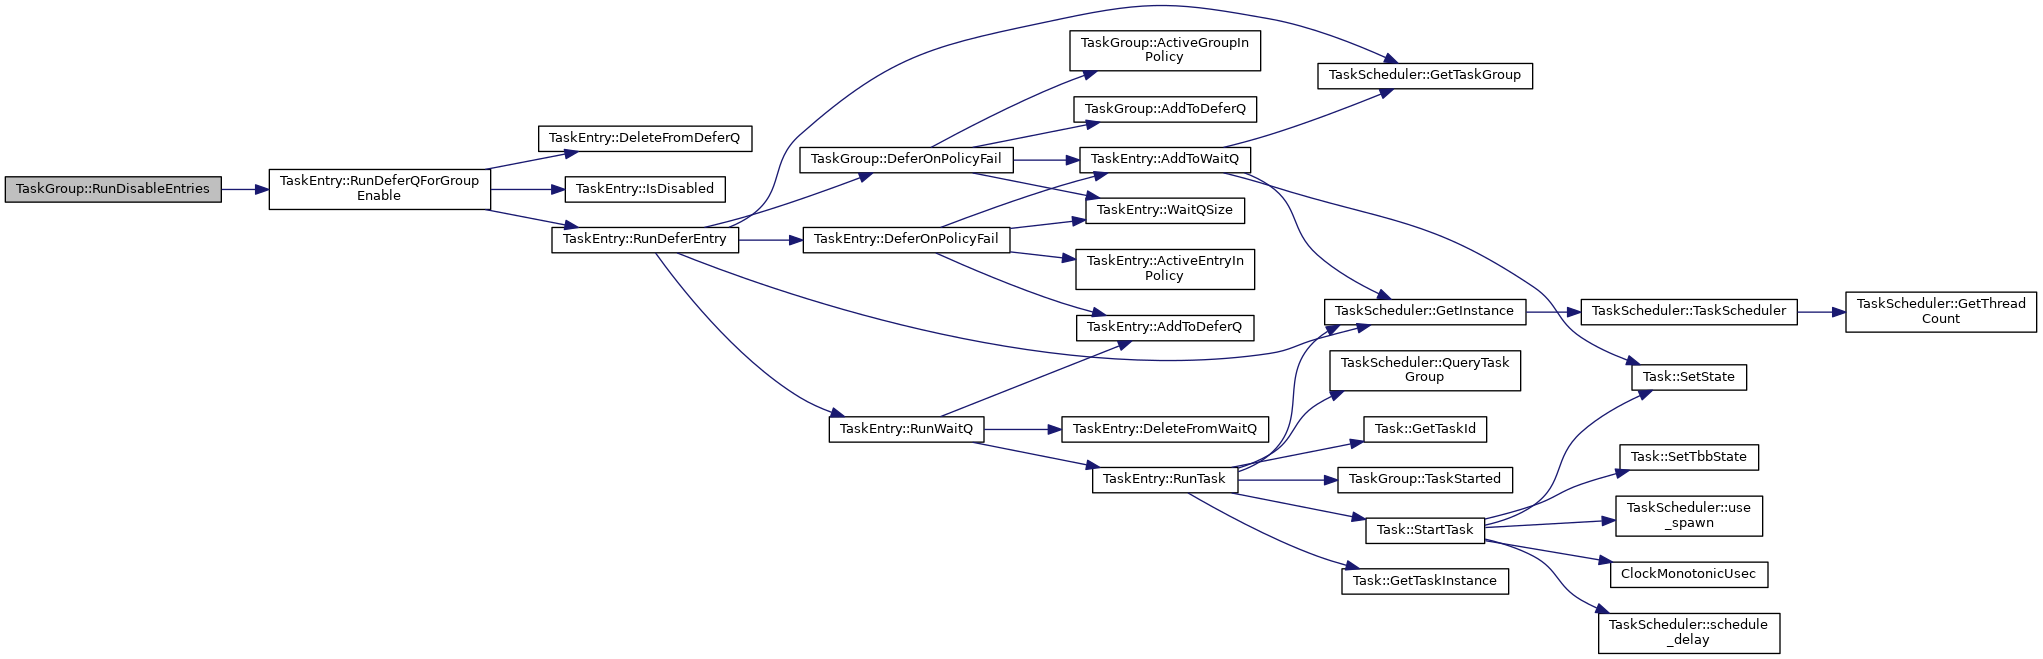 TaskGroup::RunDisableEntries
TaskEntry::RunDeferQForGroup
Enable
TaskEntry::DeleteFromDeferQ
TaskEntry::IsDisabled
TaskEntry::RunDeferEntry
TaskGroup::DeferOnPolicyFail
TaskEntry::DeferOnPolicyFail
TaskEntry::RunWaitQ
TaskGroup::ActiveGroupIn
Policy
TaskGroup::AddToDeferQ
TaskEntry::AddToWaitQ
TaskEntry::WaitQSize
TaskEntry::ActiveEntryIn
Policy
TaskEntry::AddToDeferQ
TaskEntry::DeleteFromWaitQ
TaskEntry::RunTask
TaskScheduler::GetTaskGroup
TaskScheduler::GetInstance
TaskScheduler::QueryTask
Group
Task::GetTaskId
TaskGroup::TaskStarted
Task::StartTask
Task::GetTaskInstance
TaskScheduler::TaskScheduler
Task::SetState
Task::SetTbbState
TaskScheduler::use
_spawn
ClockMonotonicUsec
TaskScheduler::schedule
_delay
TaskScheduler::GetThread
Count